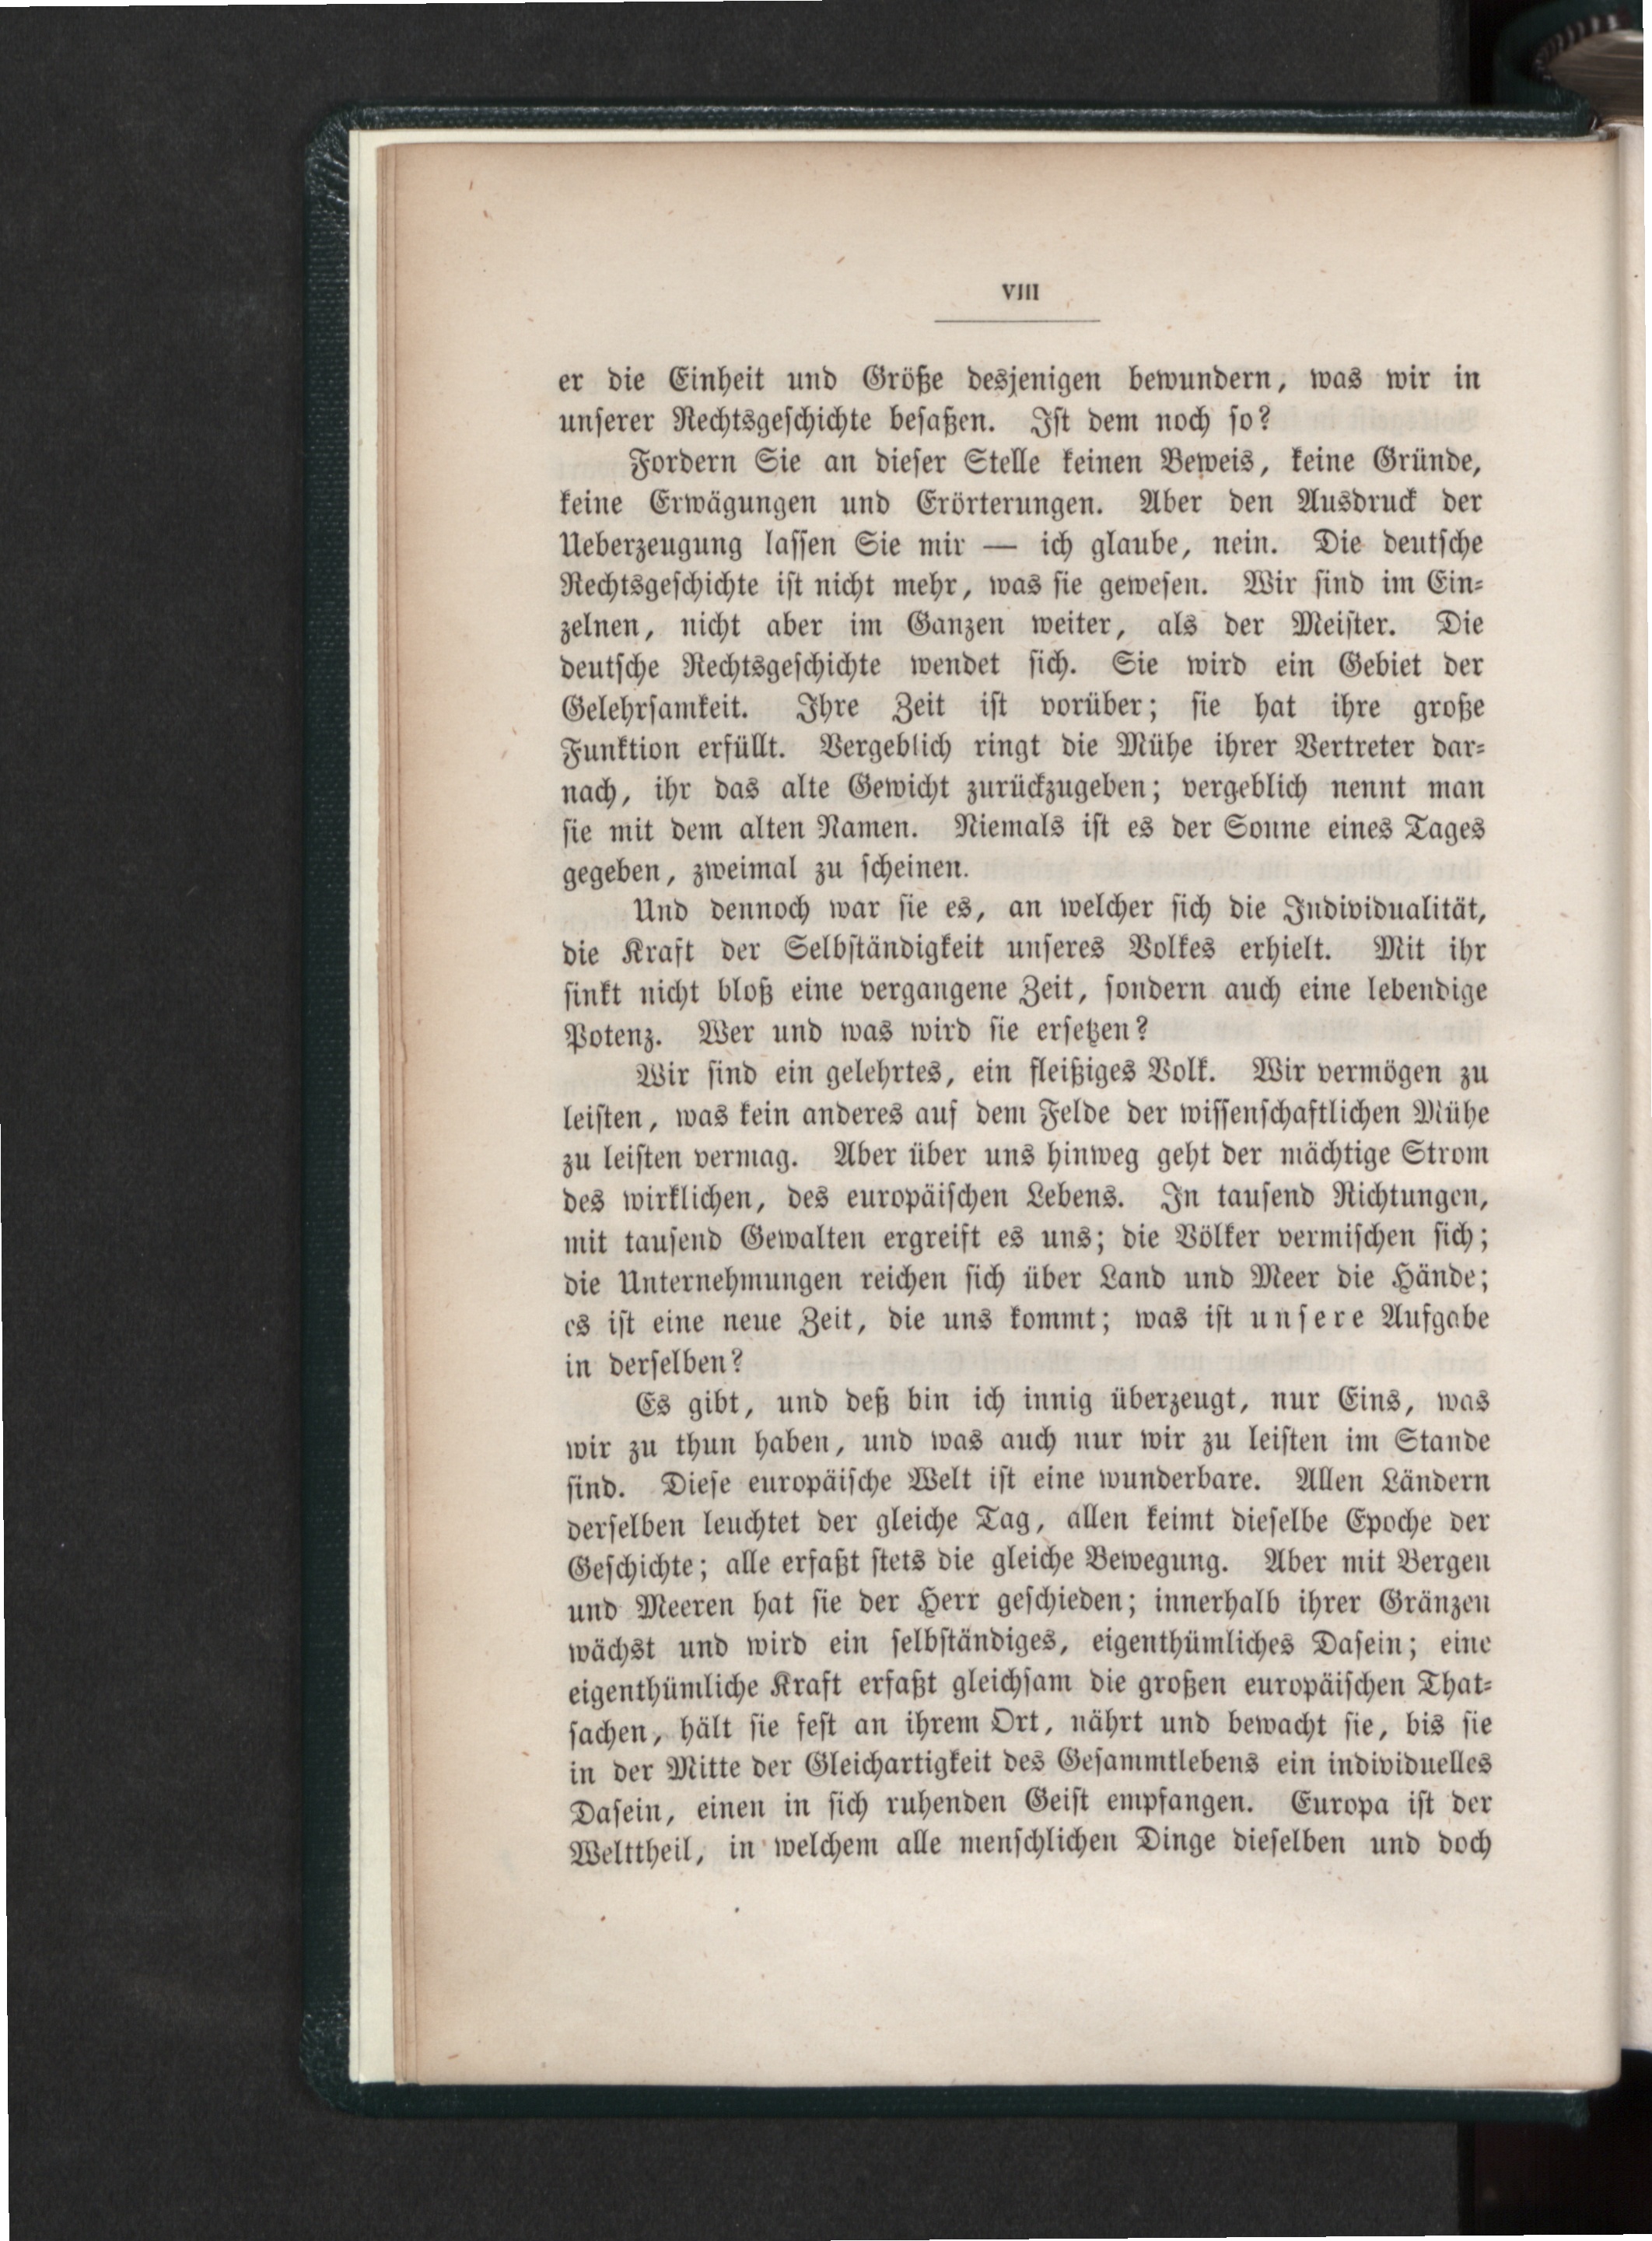 VIII
er die Einheit und Größe desjenigen bewundern, was wir in
unserer Rechtsgeschichte besaßen. Ist dem noch so?
Fordern Sie an dieser Stelle keinen Beweis, keine Gründe,
keine Erwägungen und Erörterungen. Aber den Ausdruck der
Ueberzeugung lassen Sie mir — ich glaube, nein. Die deutsche
Rechtsgeschichte ist nicht mehr, was sie gewesen. Wir sind im Ein-
zelnen, nicht aber im Ganzen weiter, als der Meister. Die
deutsche Rechtsgeschichte wendet sich. Sie wird ein Gebiet der
Gelehrsamkeit. Ihre Zeit ist vorüber; sie hat ihre große
Funktion erfüllt. Vergeblich ringt die Mühe ihrer Vertreter dar-
nach, ihr das alte Gewicht zurückzugeben; vergeblich nennt man
sie mit dem alten Namen. Niemals ist es der Sonne eines Tages
gegeben, zweimal zu scheinen.
Und dennoch war sie es, an welcher sich die Individualität,
die Kraft der Selbständigkeit unseres Volkes erhielt. Mit ihr
sinkt nicht bloß eine vergangene Zeit, sondern auch eine lebendige
Potenz. Wer und was wird sie ersetzen?
Wir sind ein gelehrtes, ein fleißiges Volk. Wir vermögen zu
leisten, was kein anderes auf dem Felde der wissenschaftlichen Mühe
zu leisten vermag. Aber über uns hinweg geht der mächtige Strom
des wirklichen, des europäischen Lebens. In tausend Richtungen,
mit tausend Gewalten ergreift es uns; die Völker vermischen sich;
die Unternehmungen reichen sich über Land und Meer die Hände;
es ist eine neue Zeit, die uns kommt; was ist unsere Aufgabe
in derselben?
Es gibt, und deß bin ich innig überzeugt, nur Eins, was
wir zu thun haben, und was auch nur wir zu leisten im Stande
sind. Diese europäische Welt ist eine wunderbare. Allen Ländern
derselben leuchtet der gleiche Tag, allen keimt dieselbe Epoche der
Geschichte; alle erfaßt stets die gleiche Bewegung. Aber mit Bergen
und Meeren hat sie der Herr geschieden; innerhalb ihrer Gränzen
wächst und wird ein selbständiges, eigenthümliches Dasein; eine
eigenthümliche Kraft erfaßt gleichsam die großen europäischen That-
sachen, hält sie fest an ihrem Ort, nährt und bewacht sie, bis sie
in der Mitte der Gleichartigkeit des Gesammtlebens ein individuelles
Dasein, einen in sich ruhenden Geist empfangen. Europa ist der
Welttheil, in welchem alle menschlichen Dinge dieselben und doch